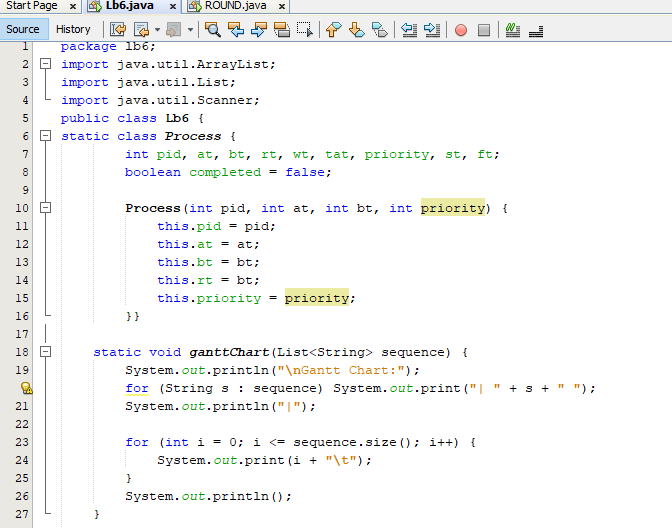 Start Page x Lb6.java x ROUND.java x
Source History
1 package lb6;
2 import java.util.ArrayList;
3 import java.util.List;
4 import java.util.Scanner;
5 public class Lb6 {
6 static class Process {
7 int pid, at, bt, rt, wt, tat, priority, st, ft;
8 boolean completed = false;
9
10 Process(int pid, int at, int bt, int priority) {
11 this.pid = pid;
12 this.at = at;
13 this.bt = bt;
14 this.rt = bt;
15 this.priority = priority;
16 }}
17
18 static void ganttChart(List<String> sequence) {
19 System.out.println("\nGantt Chart:");
for (String s : sequence) System.out.print("| " + s + " ");
21 System.out.println("|");
22
23 for (int i = 0; i <= sequence.size(); i++) {
24 System.out.print(i + "\t");
25 }
26 System.out.println();
27 }